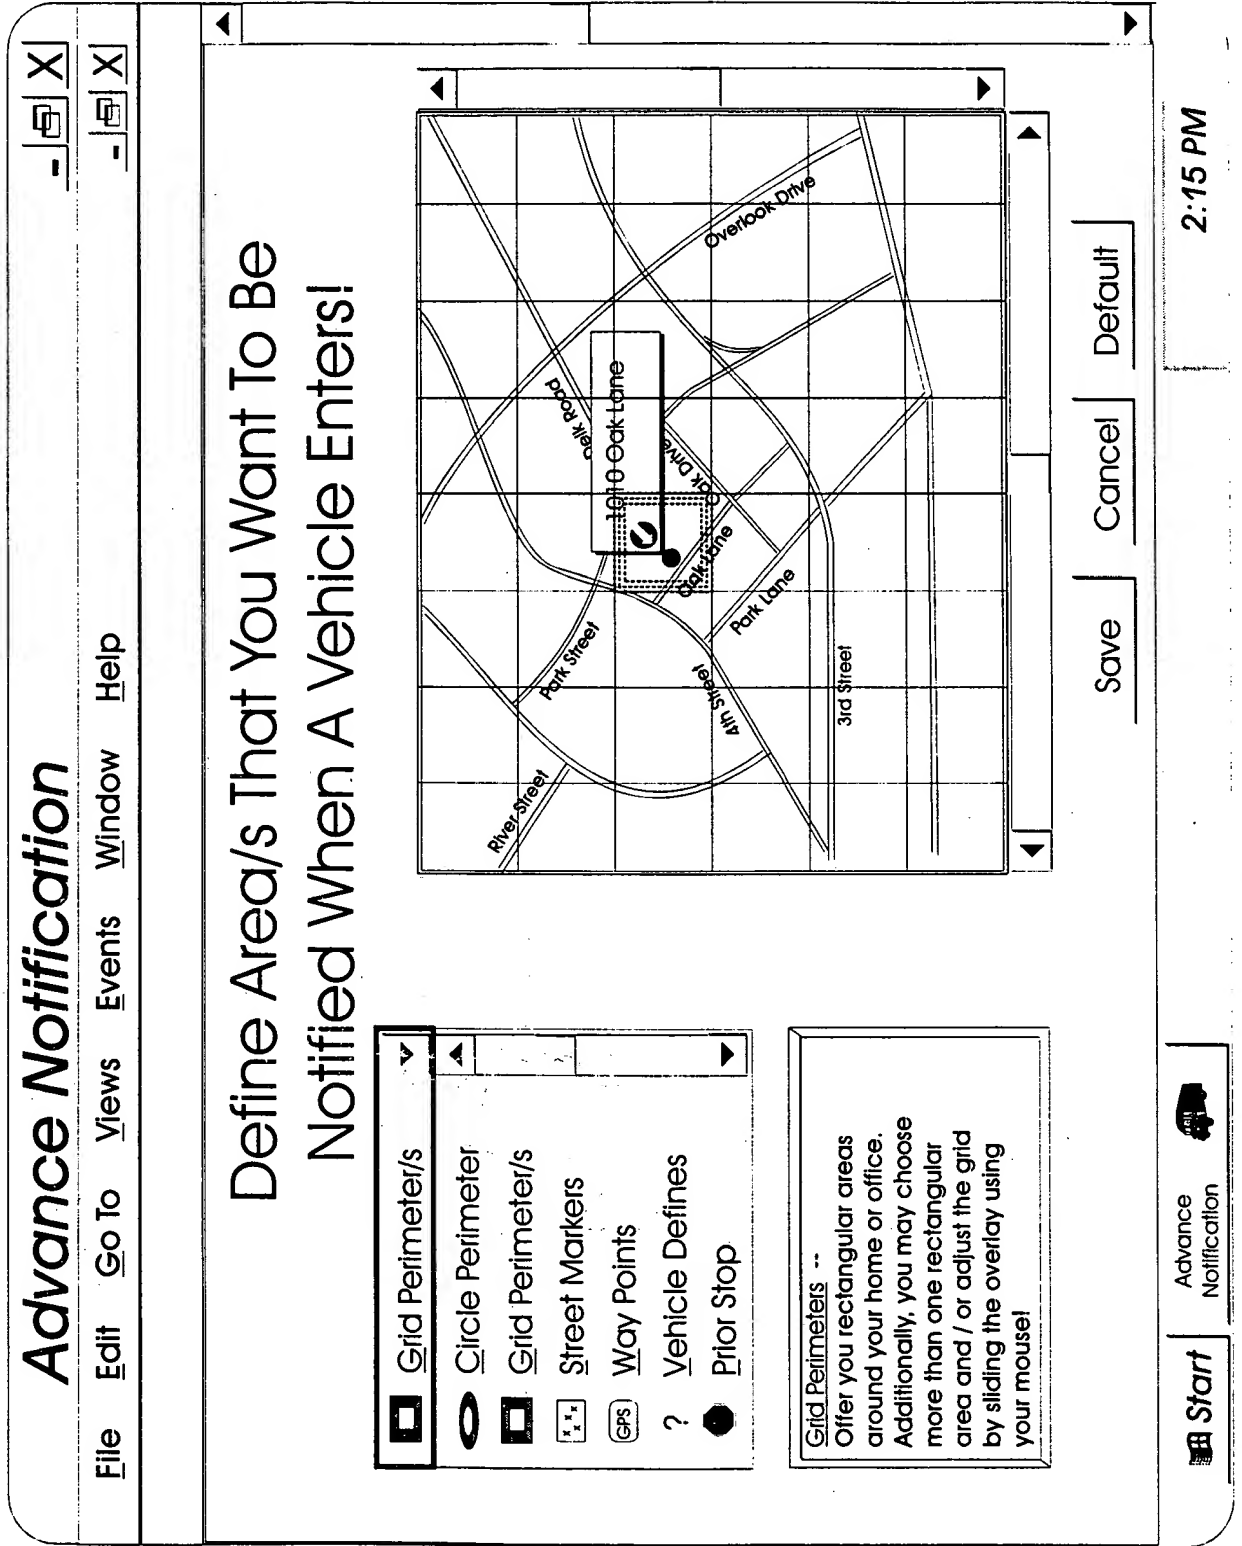 Advance Notification
X
File Edit Go To Views Events Window Help
X
Define Area/s That You Want To Be
Notified When A Vehicle Enters!
Grid Perimeter/s
Circle Perimeter
Grid Perimeter/s
Street Markers
GPS Way Points
? Vehicle Defines
Prior Stop
Grid Perimeters --
Offer you rectangular areas
around your home or office.
Additionally, you may choose
more than one rectangular
area and / or adjust the grid
by sliding the overlay using
your mouse!
River Street
Park Street
Road
1010 Oak Lane
Oak Drive
Oak Lane
Overlook Drive
4th Street
Park Lane
3rd Street
Save Cancel Default
Start
Advance
Notification
2:15 PM